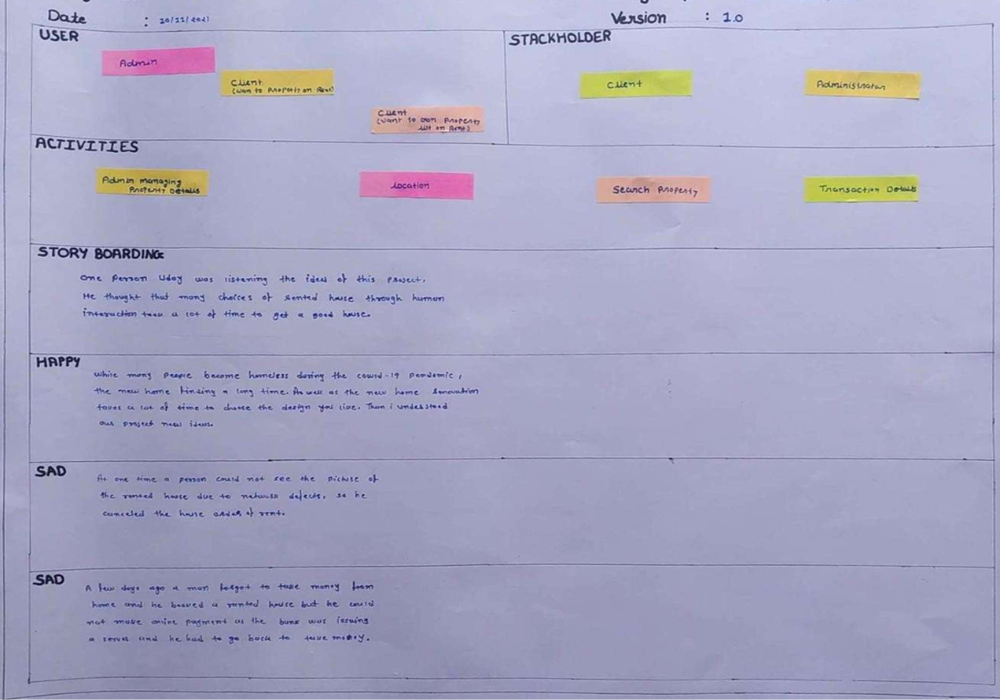 Date : 20/11/2021
Version : 1.0
USER
Admin
Client
(want to Property on Rent)
Client
(want to own Property
on Rent)
STACKHOLDER
Client
Administrator
ACTIVITIES
Admin managing
Property Details
Location
Search Property
Transaction Details
STORY BOARDING
One Person Uday was listening the idea of this Project.
He thought that many choices of rented house through human
interaction took a lot of time to get a good house.
HAPPY
While many people become homeless during the covid-19 pandemic,
the new home finding a long time. As well as the new home renovation
takes a lot of time to choose the design you like. Then i understood
our project new ideas.
SAD
At one time a person could not see the picture of
the rented house due to network defects, so he
canceled the house order of rent.
SAD
A few days ago a man forgot to take money from
home and he booked a rented house but he could
not make online payment as the bank was issuing
a server and he had to go back to take money.